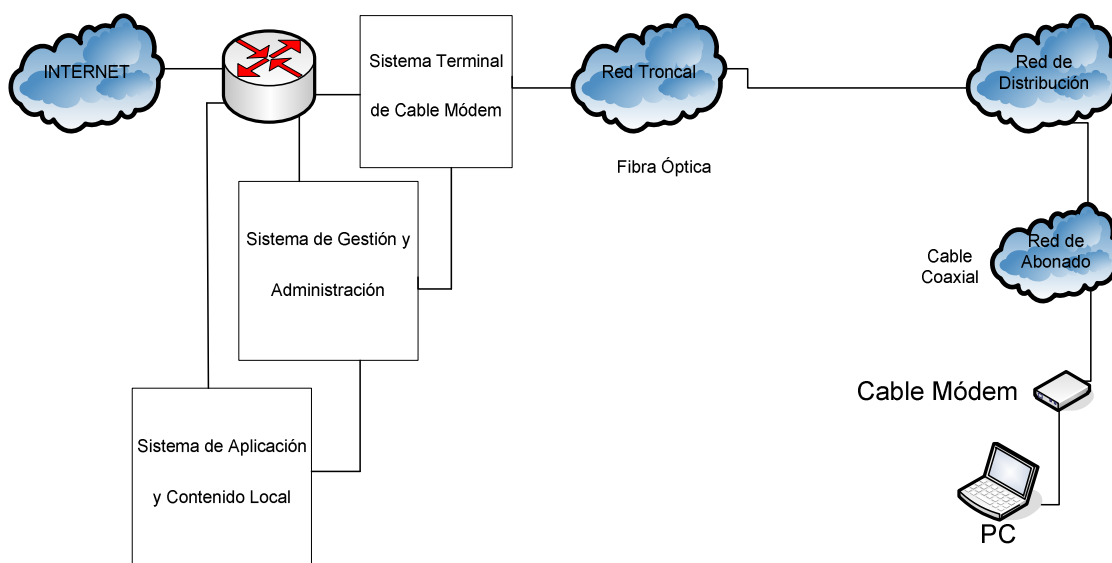 INTERNET
Sistema Terminal
de Cable Módem
Red Troncal
Red de
Distribución
Fibra Óptica
Sistema de Gestión y
Administración
Cable
Coaxial
Red de
Abonado
Cable Módem
Sistema de Aplicación
y Contenido Local
PC